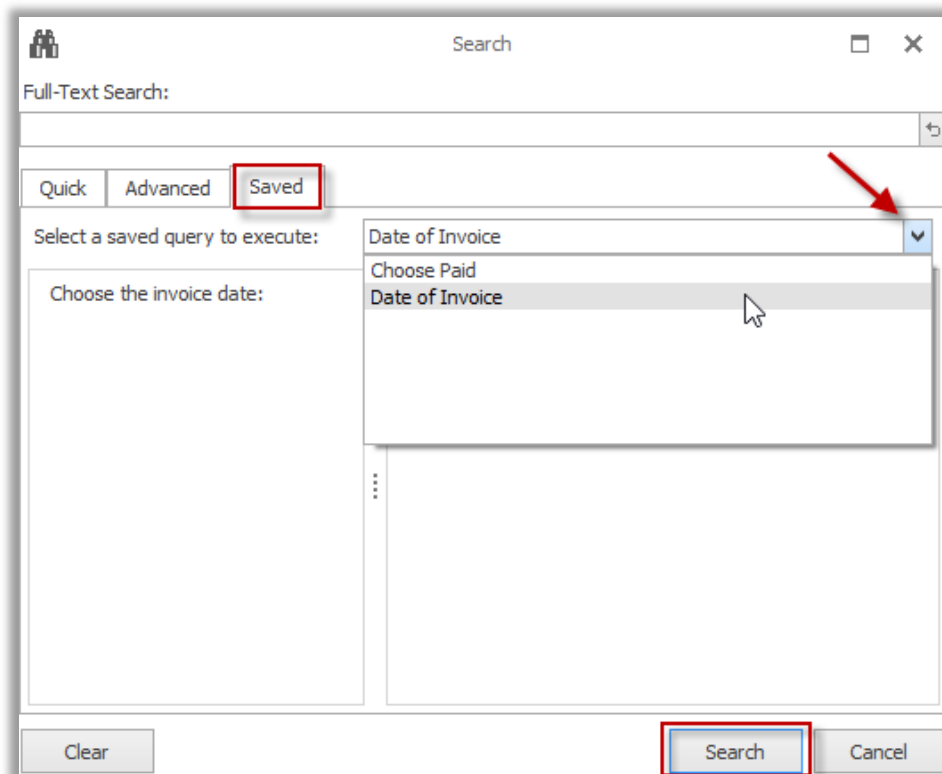 Search
Full-Text Search:
Quick Advanced Saved
Select a saved query to execute: Date of Invoice
Choose Paid
Choose the invoice date: Date of Invoice
Clear Search Cancel